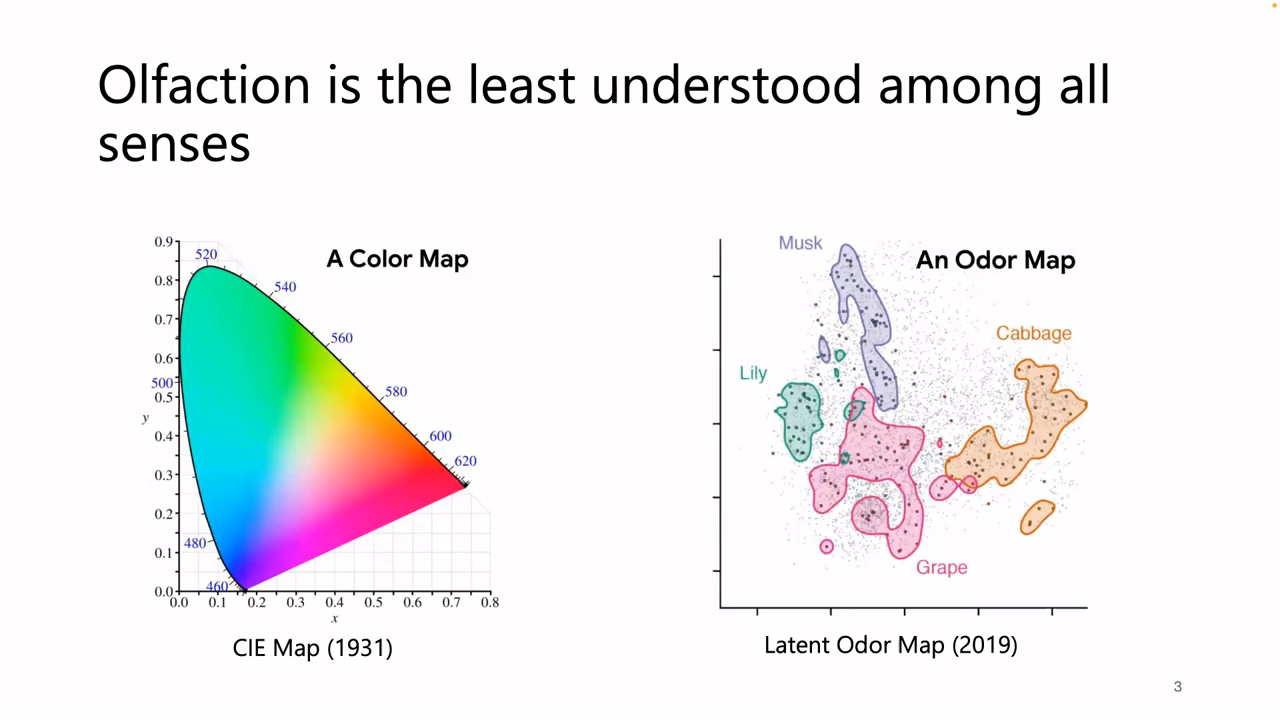 Olfaction is the least understood among all
senses
A Color Map
0.9
0.8
0.7
0.6
0.5
0.4
0.3
0.2
0.1
0.0
y
520
540
560
580
600
620
500
480
460
0.0 0.1 0.2 0.3 0.4 0.5 0.6 0.7 0.8
x
CIE Map (1931)
An Odor Map
Musk
Cabbage
Lily
Grape
Latent Odor Map (2019)
3